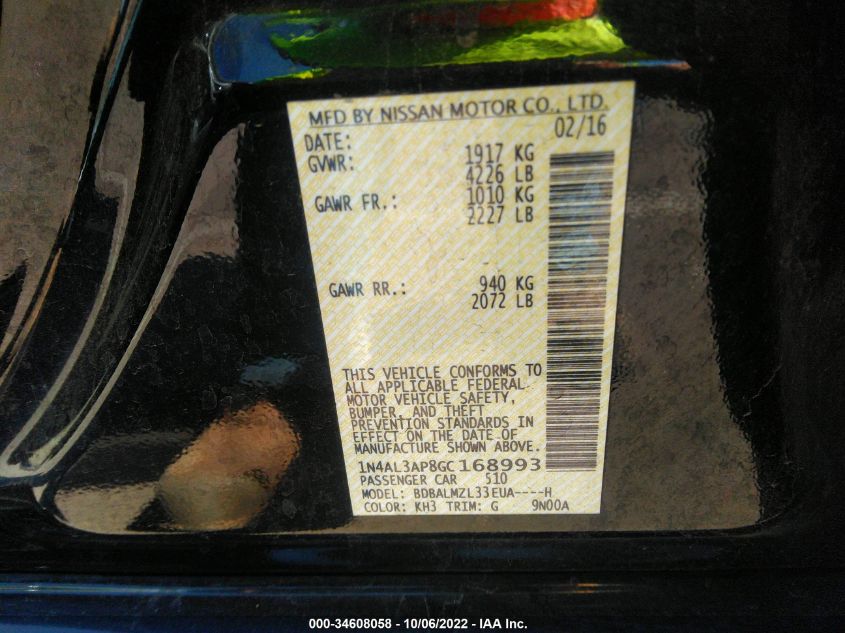 MFD BY NISSAN MOTOR CO., LTD.
DATE: 02/16
GVWR: 1917 KG
4226 LB
GAWR FR.: 1010 KG
2227 LB
GAWR RR.: 940 KG
2072 LB
THIS VEHICLE CONFORMS TO
ALL APPLICABLE FEDERAL
MOTOR VEHICLE SAFETY,
BUMPER, AND THEFT
PREVENTION STANDARDS IN
EFFECT ON THE DATE OF
MANUFACTURE SHOWN ABOVE.
1N4AL3AP8GC168993
PASSENGER CAR 510
MODEL: BDBALMZL33EUA----H
COLOR: KH3 TRIM: G 9N00A
000-34608058 - 10/06/2022 - IAA Inc.